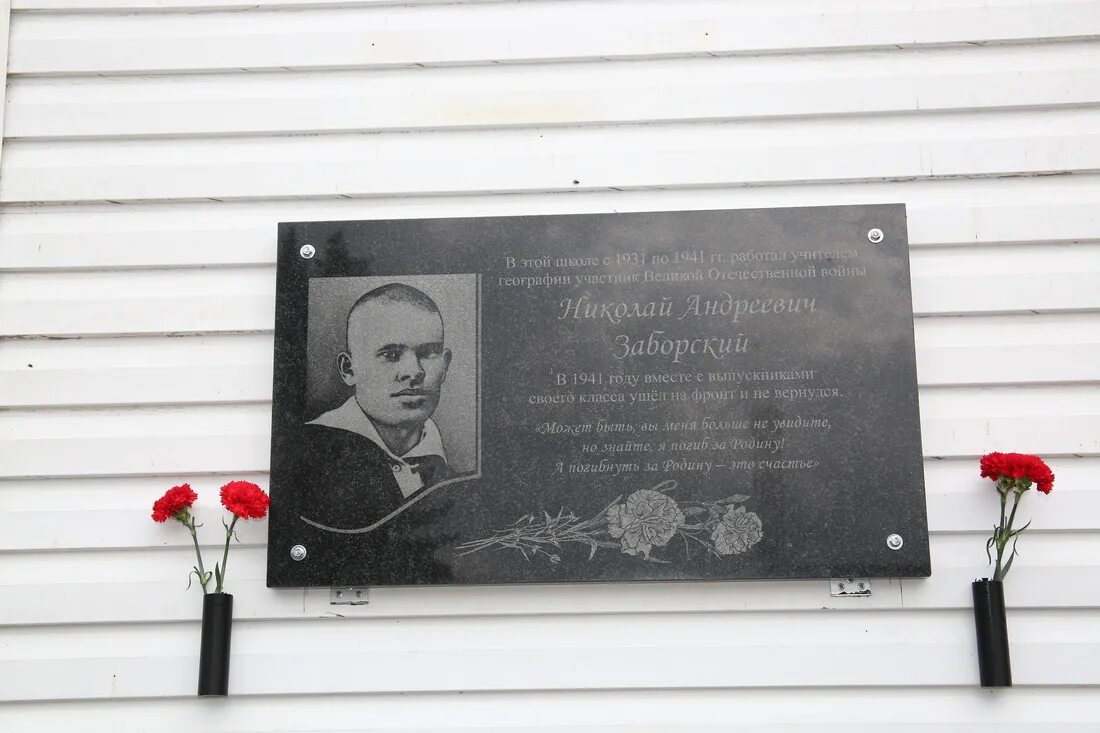 В этой школе с 1931 по 1941 гг. работал учителем
географии участник Великой Отечественной войны
Николай Андреевич
Заборский
В 1941 году вместе с выпускниками
своего класса ушёл на фронт и не вернулся.
«Может быть, вы меня больше не увидите,
но знайте, я погиб за Родину!
А погибнуть за Родину – это счастье»